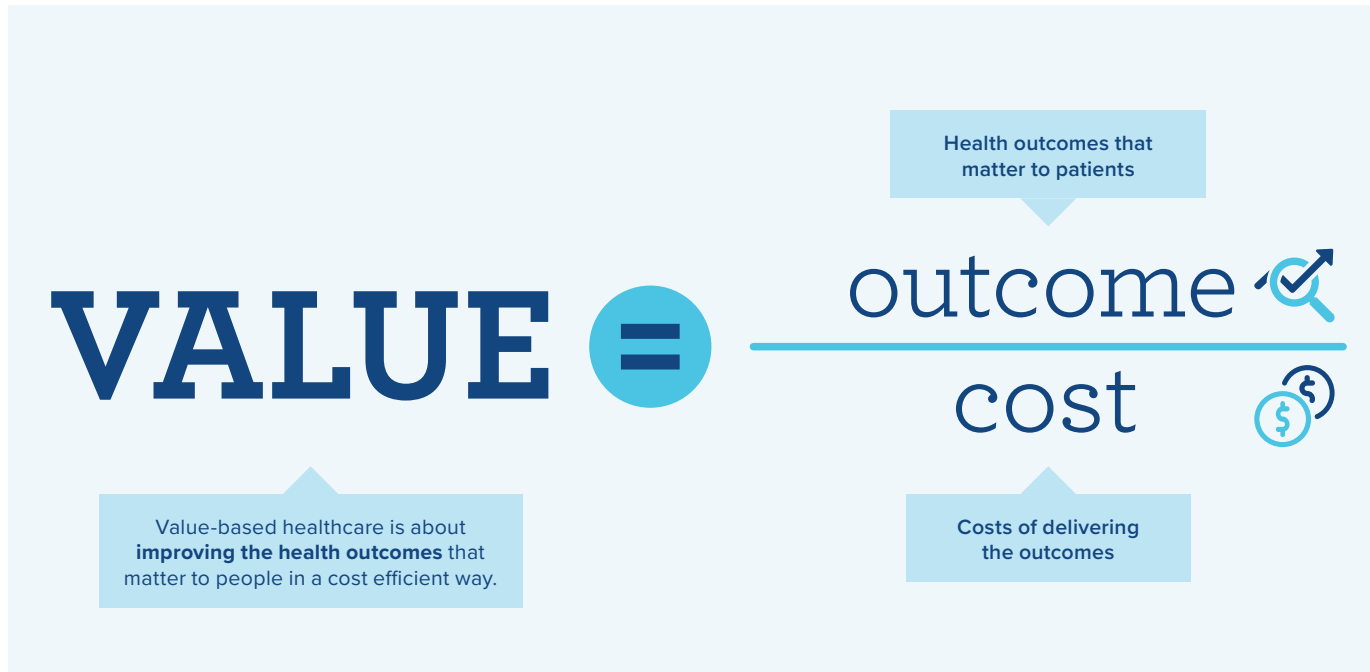 Health outcomes that
matter to patients
VALUE
=
outcome
cost
$
$
Value-based healthcare is about
improving the health outcomes that
matter to people in a cost efficient way.
Costs of delivering
the outcomes